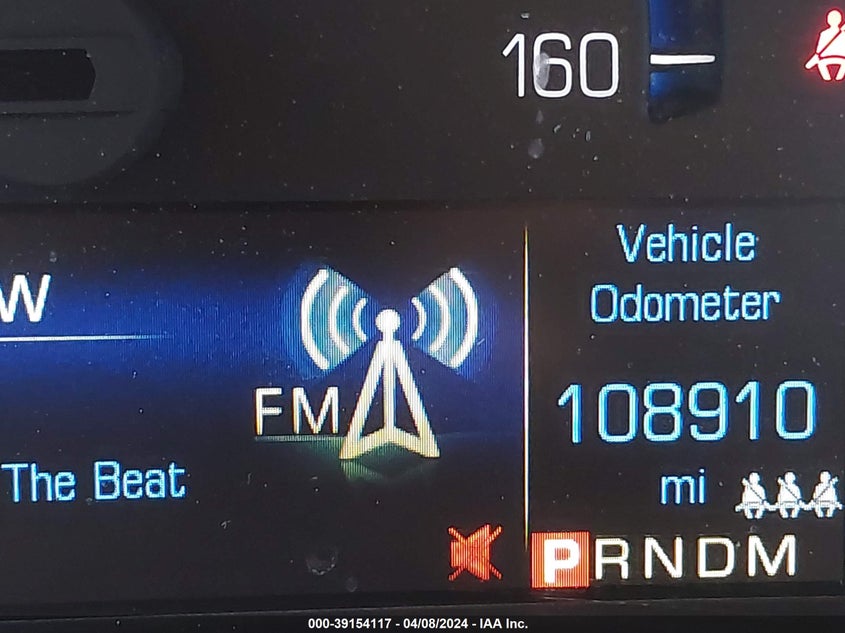 160
Vehicle
Odometer
W
FM
108910
The Beat
mi
PRNDM
000-39154117 - 04/08/2024 - IAA Inc.